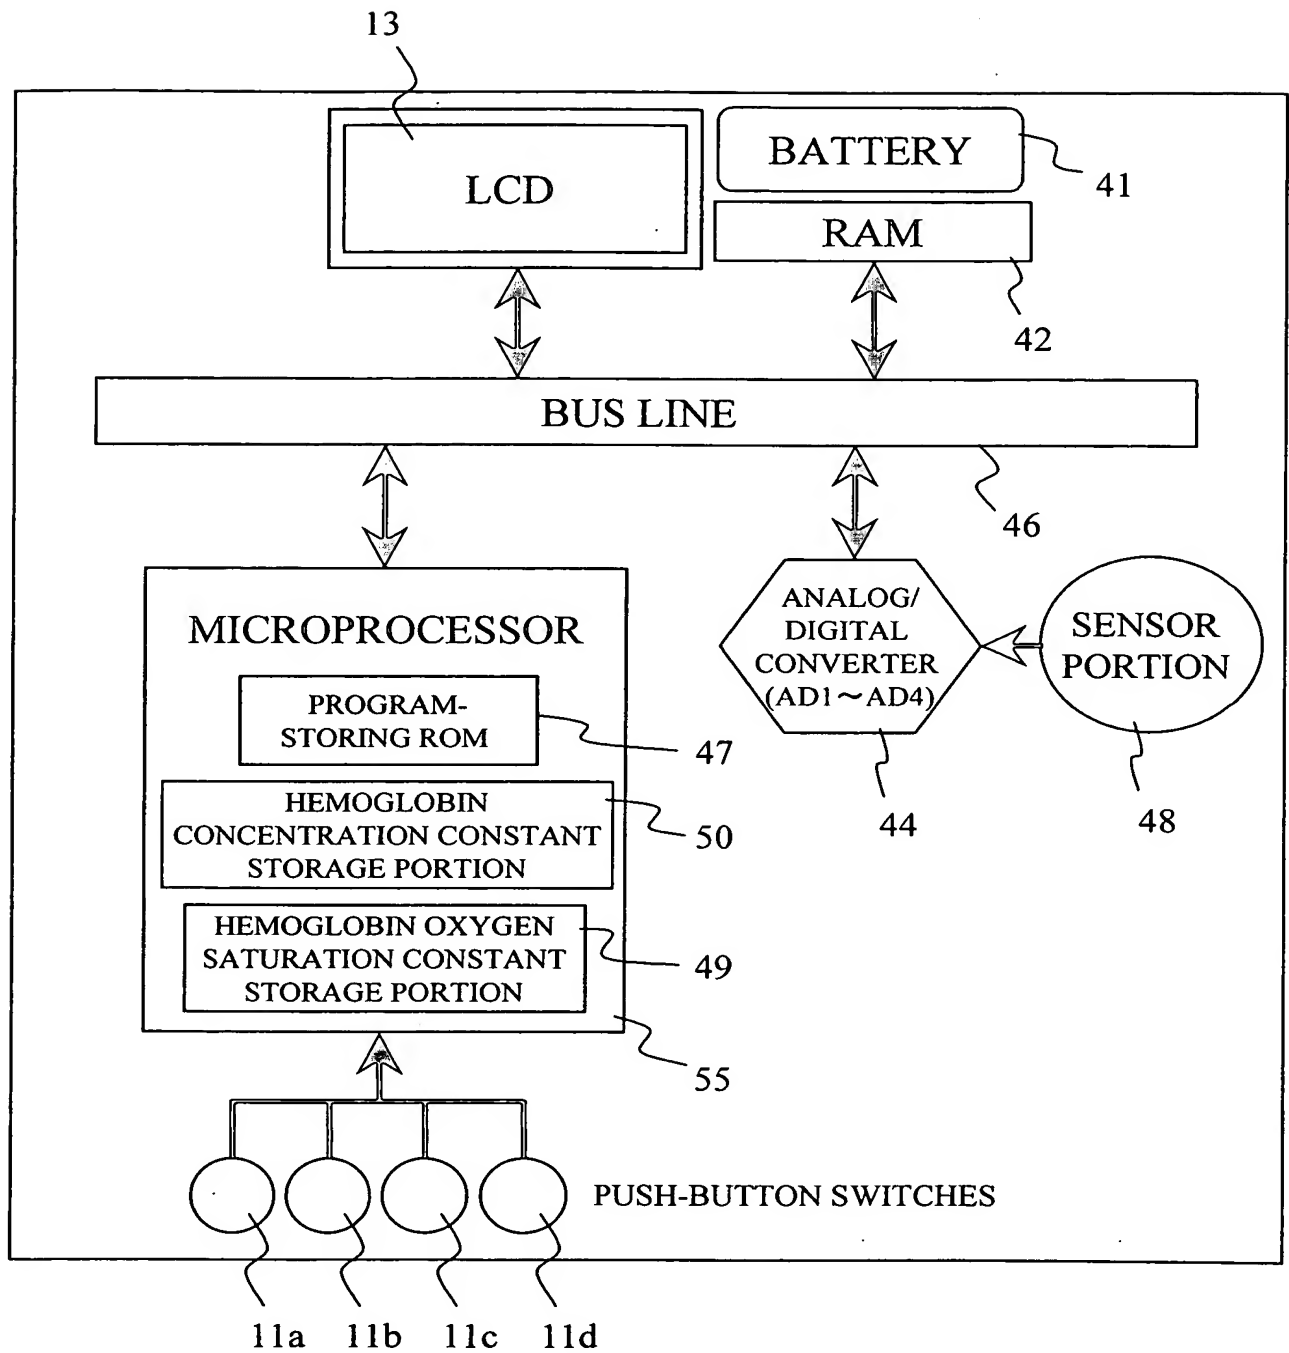 13
LCD
BATTERY
41
RAM
42
BUS LINE
46
MICROPROCESSOR
PROGRAM-
STORING ROM
47
HEMOGLOBIN
CONCENTRATION CONSTANT
STORAGE PORTION
50
HEMOGLOBIN OXYGEN
SATURATION CONSTANT
STORAGE PORTION
49
55
ANALOG/
DIGITAL
CONVERTER
(AD1～AD4)
44
SENSOR
PORTION
48
PUSH-BUTTON SWITCHES
11a 11b 11c 11d